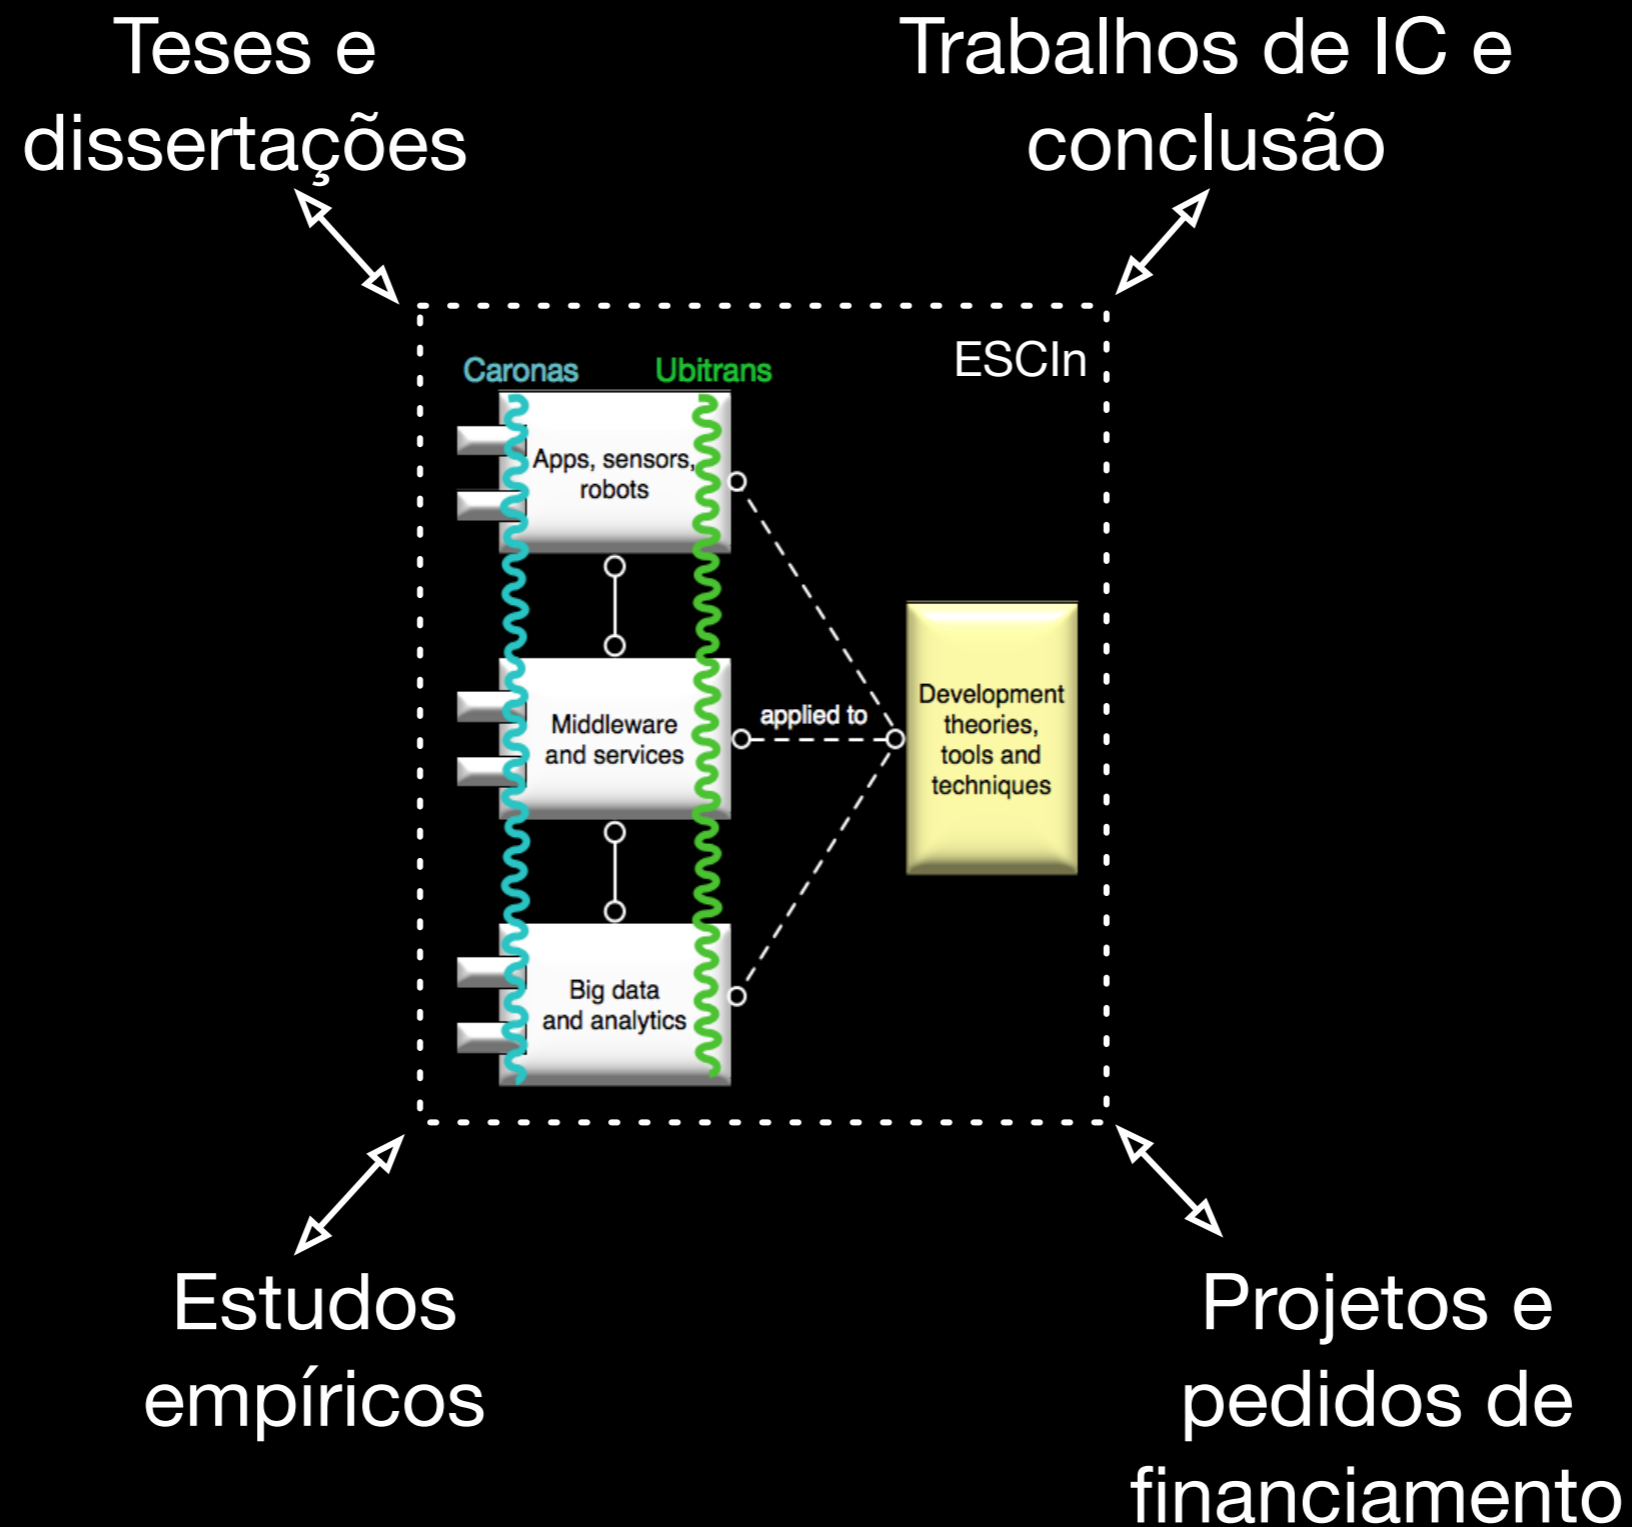 Teses e
dissertações
Trabalhos de IC e
conclusão
ESCIn
Caronas
Ubitrans
Apps, sensors,
robots
Middleware
and services
applied to
Development
theories,
tools and
techniques
Big data
and analytics
Estudos
empíricos
Projetos e
pedidos de
financiamento